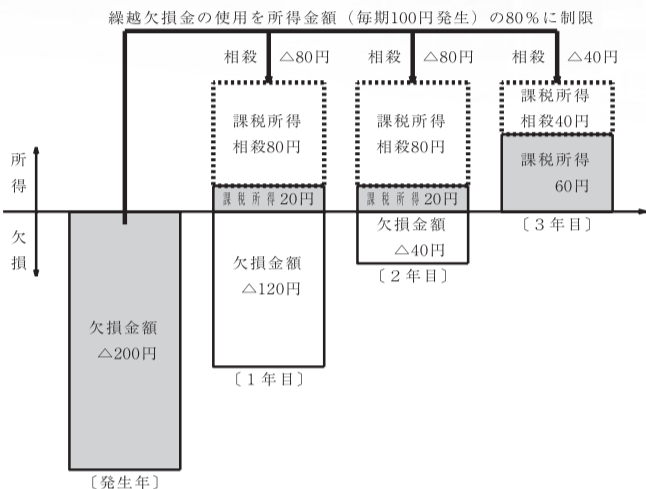 繰越欠損金の使用を所得金額（毎期100円発生）の80％に制限
相殺 △80円
相殺 △80円
相殺 △40円
課税所得
相殺80円
課税所得
相殺80円
課税所得
相殺40円
所得
課税所得
60円
課税所得20円
課税所得20円
欠損
欠損金額
△120円
欠損金額
△40円
〔３年目〕
〔２年目〕
欠損金額
△200円
〔１年目〕
〔発生年〕